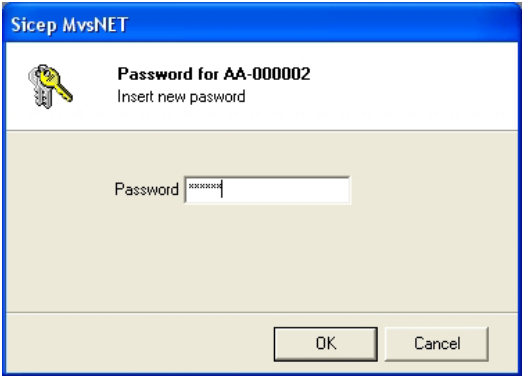 Sicep MvsNET
Password for AA-000002
Insert new pasword
Password ******
OK Cancel